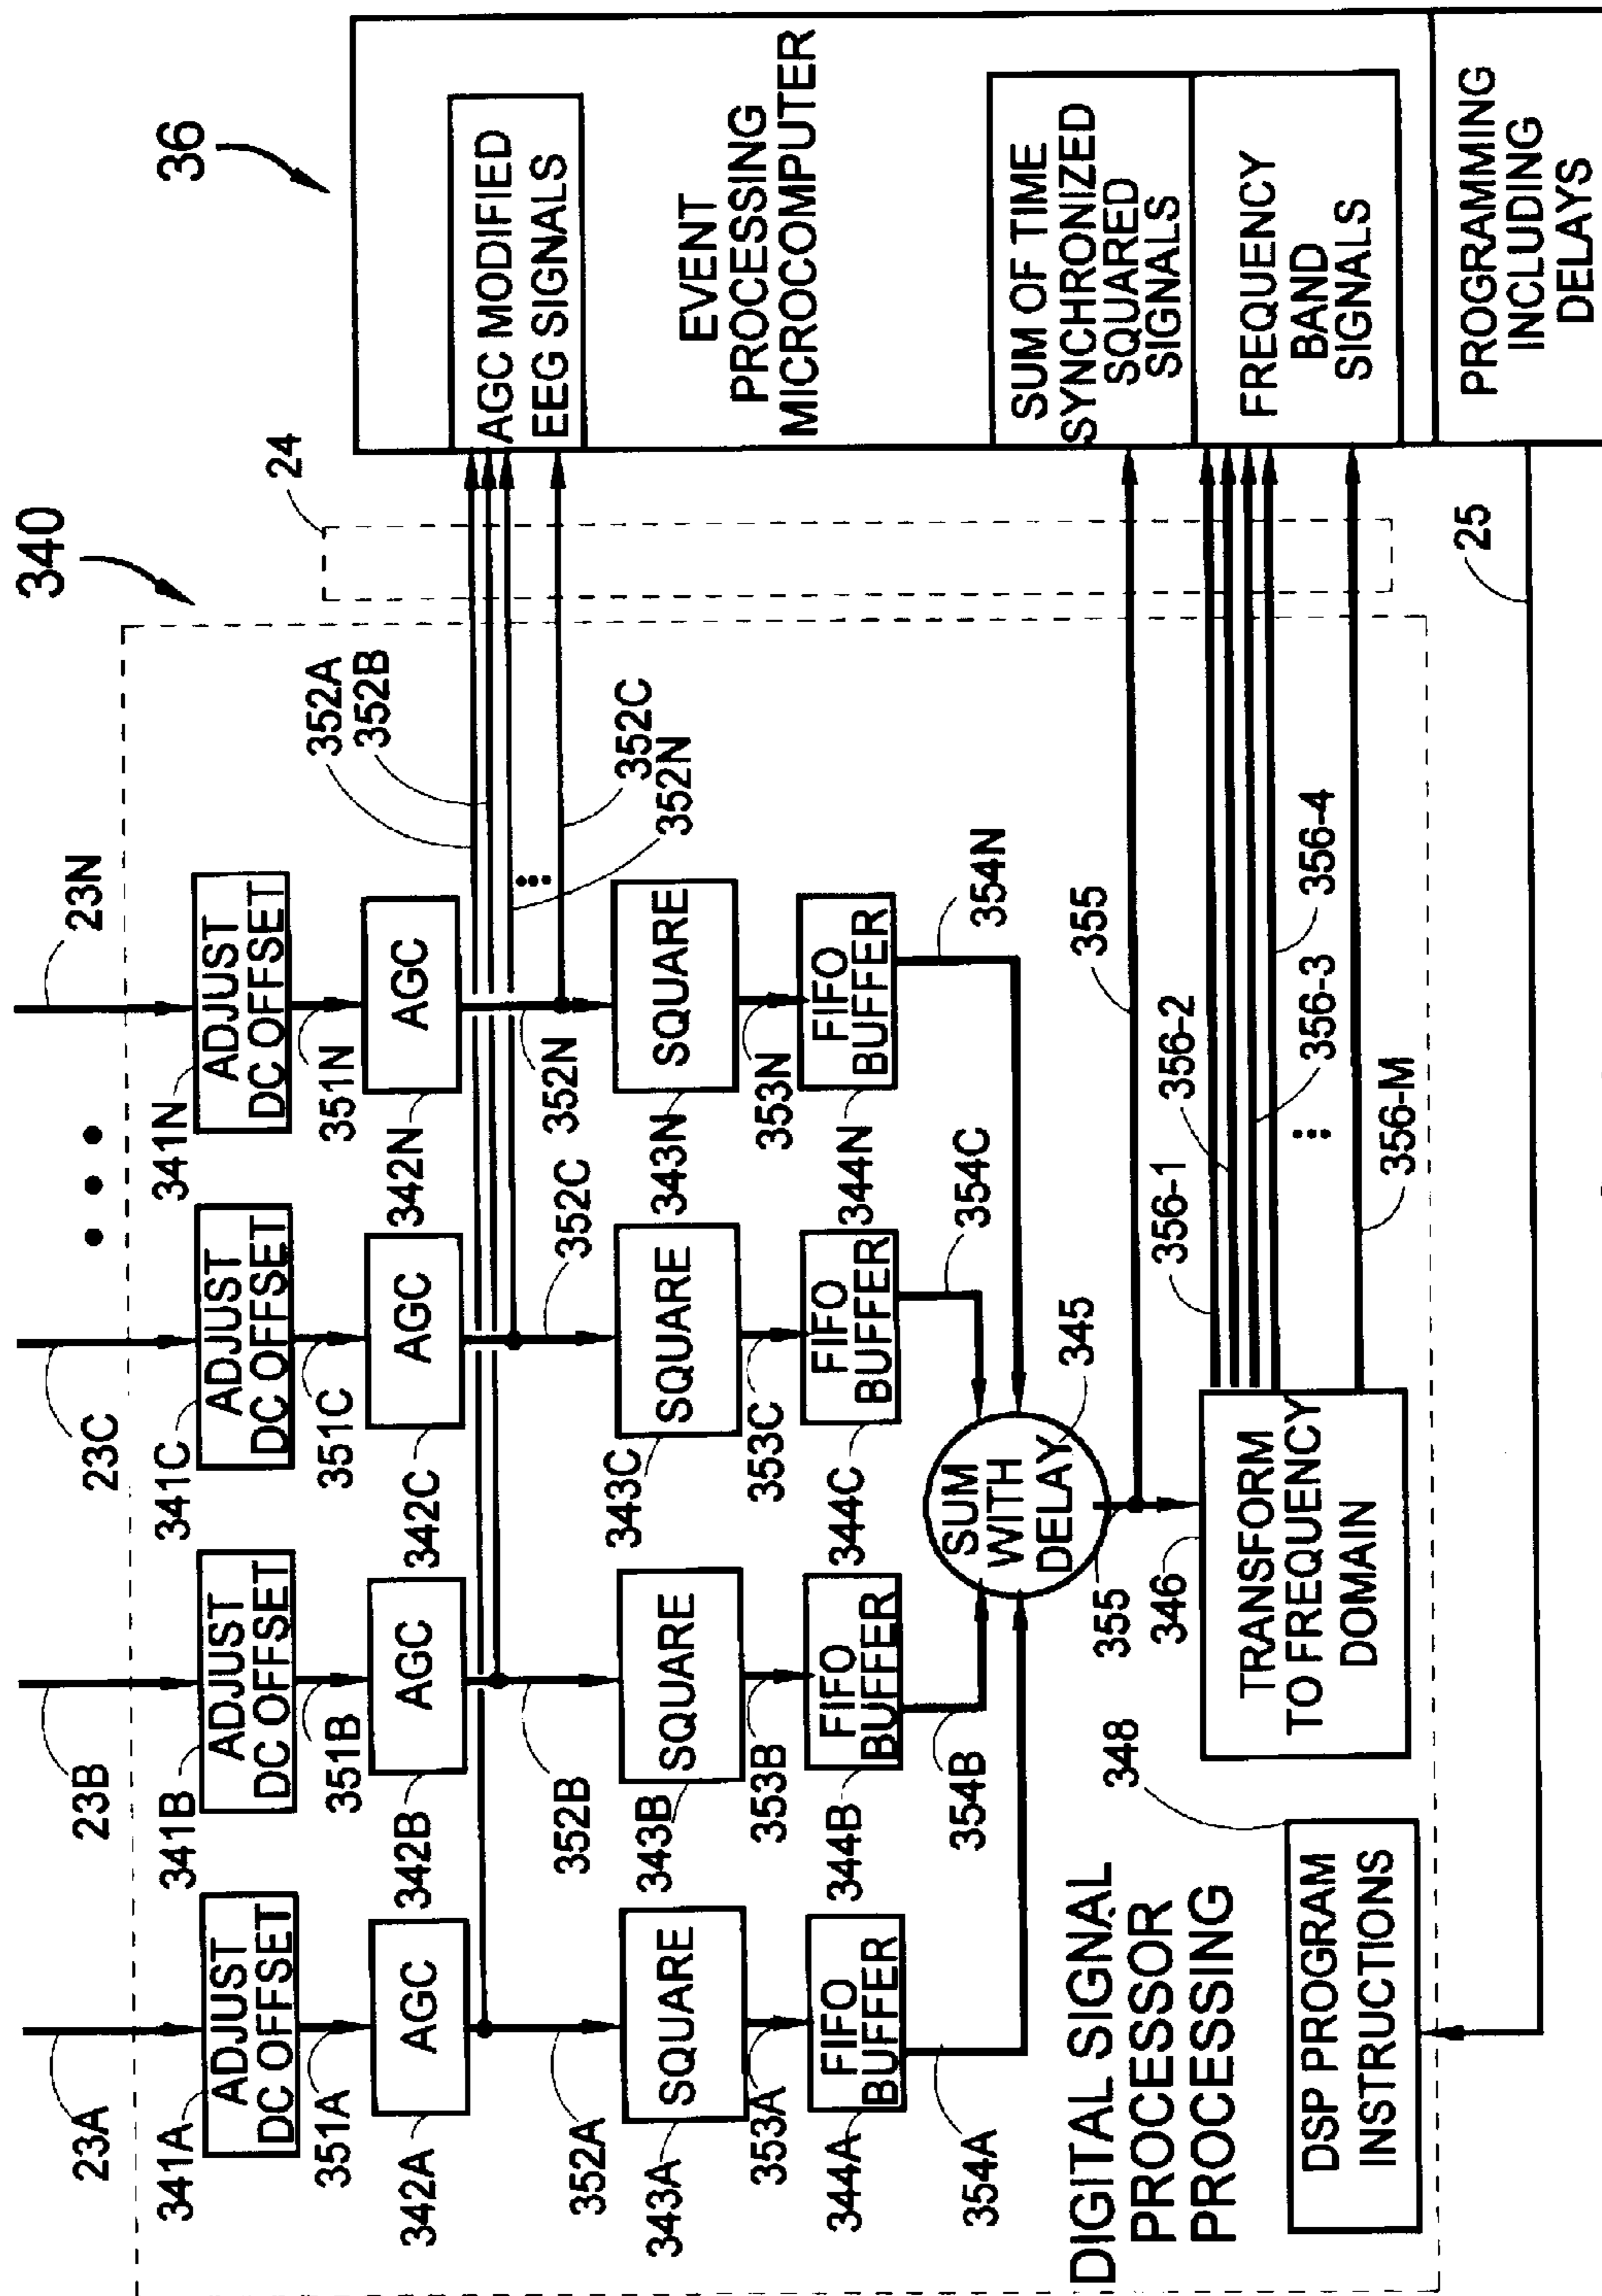 340
36
24
23A
23B
23C
23N
341A
ADJUST
DC OFFSET
341B
ADJUST
DC OFFSET
341C
ADJUST
DC OFFSET
341N
ADJUST
DC OFFSET
351A
351B
351C
351N
342A
AGC
342B
AGC
342C
AGC
342N
AGC
352A
352B
352C
352N
352A
352B
352C
352N
343A
SQUARE
343B
SQUARE
343C
SQUARE
343N
SQUARE
353A
353B
353C
353N
344A
FIFO
BUFFER
344B
FIFO
BUFFER
344C
FIFO
BUFFER
344N
FIFO
BUFFER
354A
354B
354C
354N
SUM
WITH
DELAY
345
355
355
346
TRANSFORM
TO FREQUENCY
DOMAIN
356-1
356-2
356-3
356-4
356-M
DIGITAL SIGNAL
PROCESSOR
PROCESSING
348
DSP PROGRAM
INSTRUCTIONS
25
AGC MODIFIED
EEG SIGNALS
EVENT
PROCESSING
MICROCOMPUTER
SUM OF TIME
SYNCHRONIZED
SQUARED
SIGNALS
FREQUENCY
BAND
SIGNALS
PROGRAMMING
INCLUDING
DELAYS